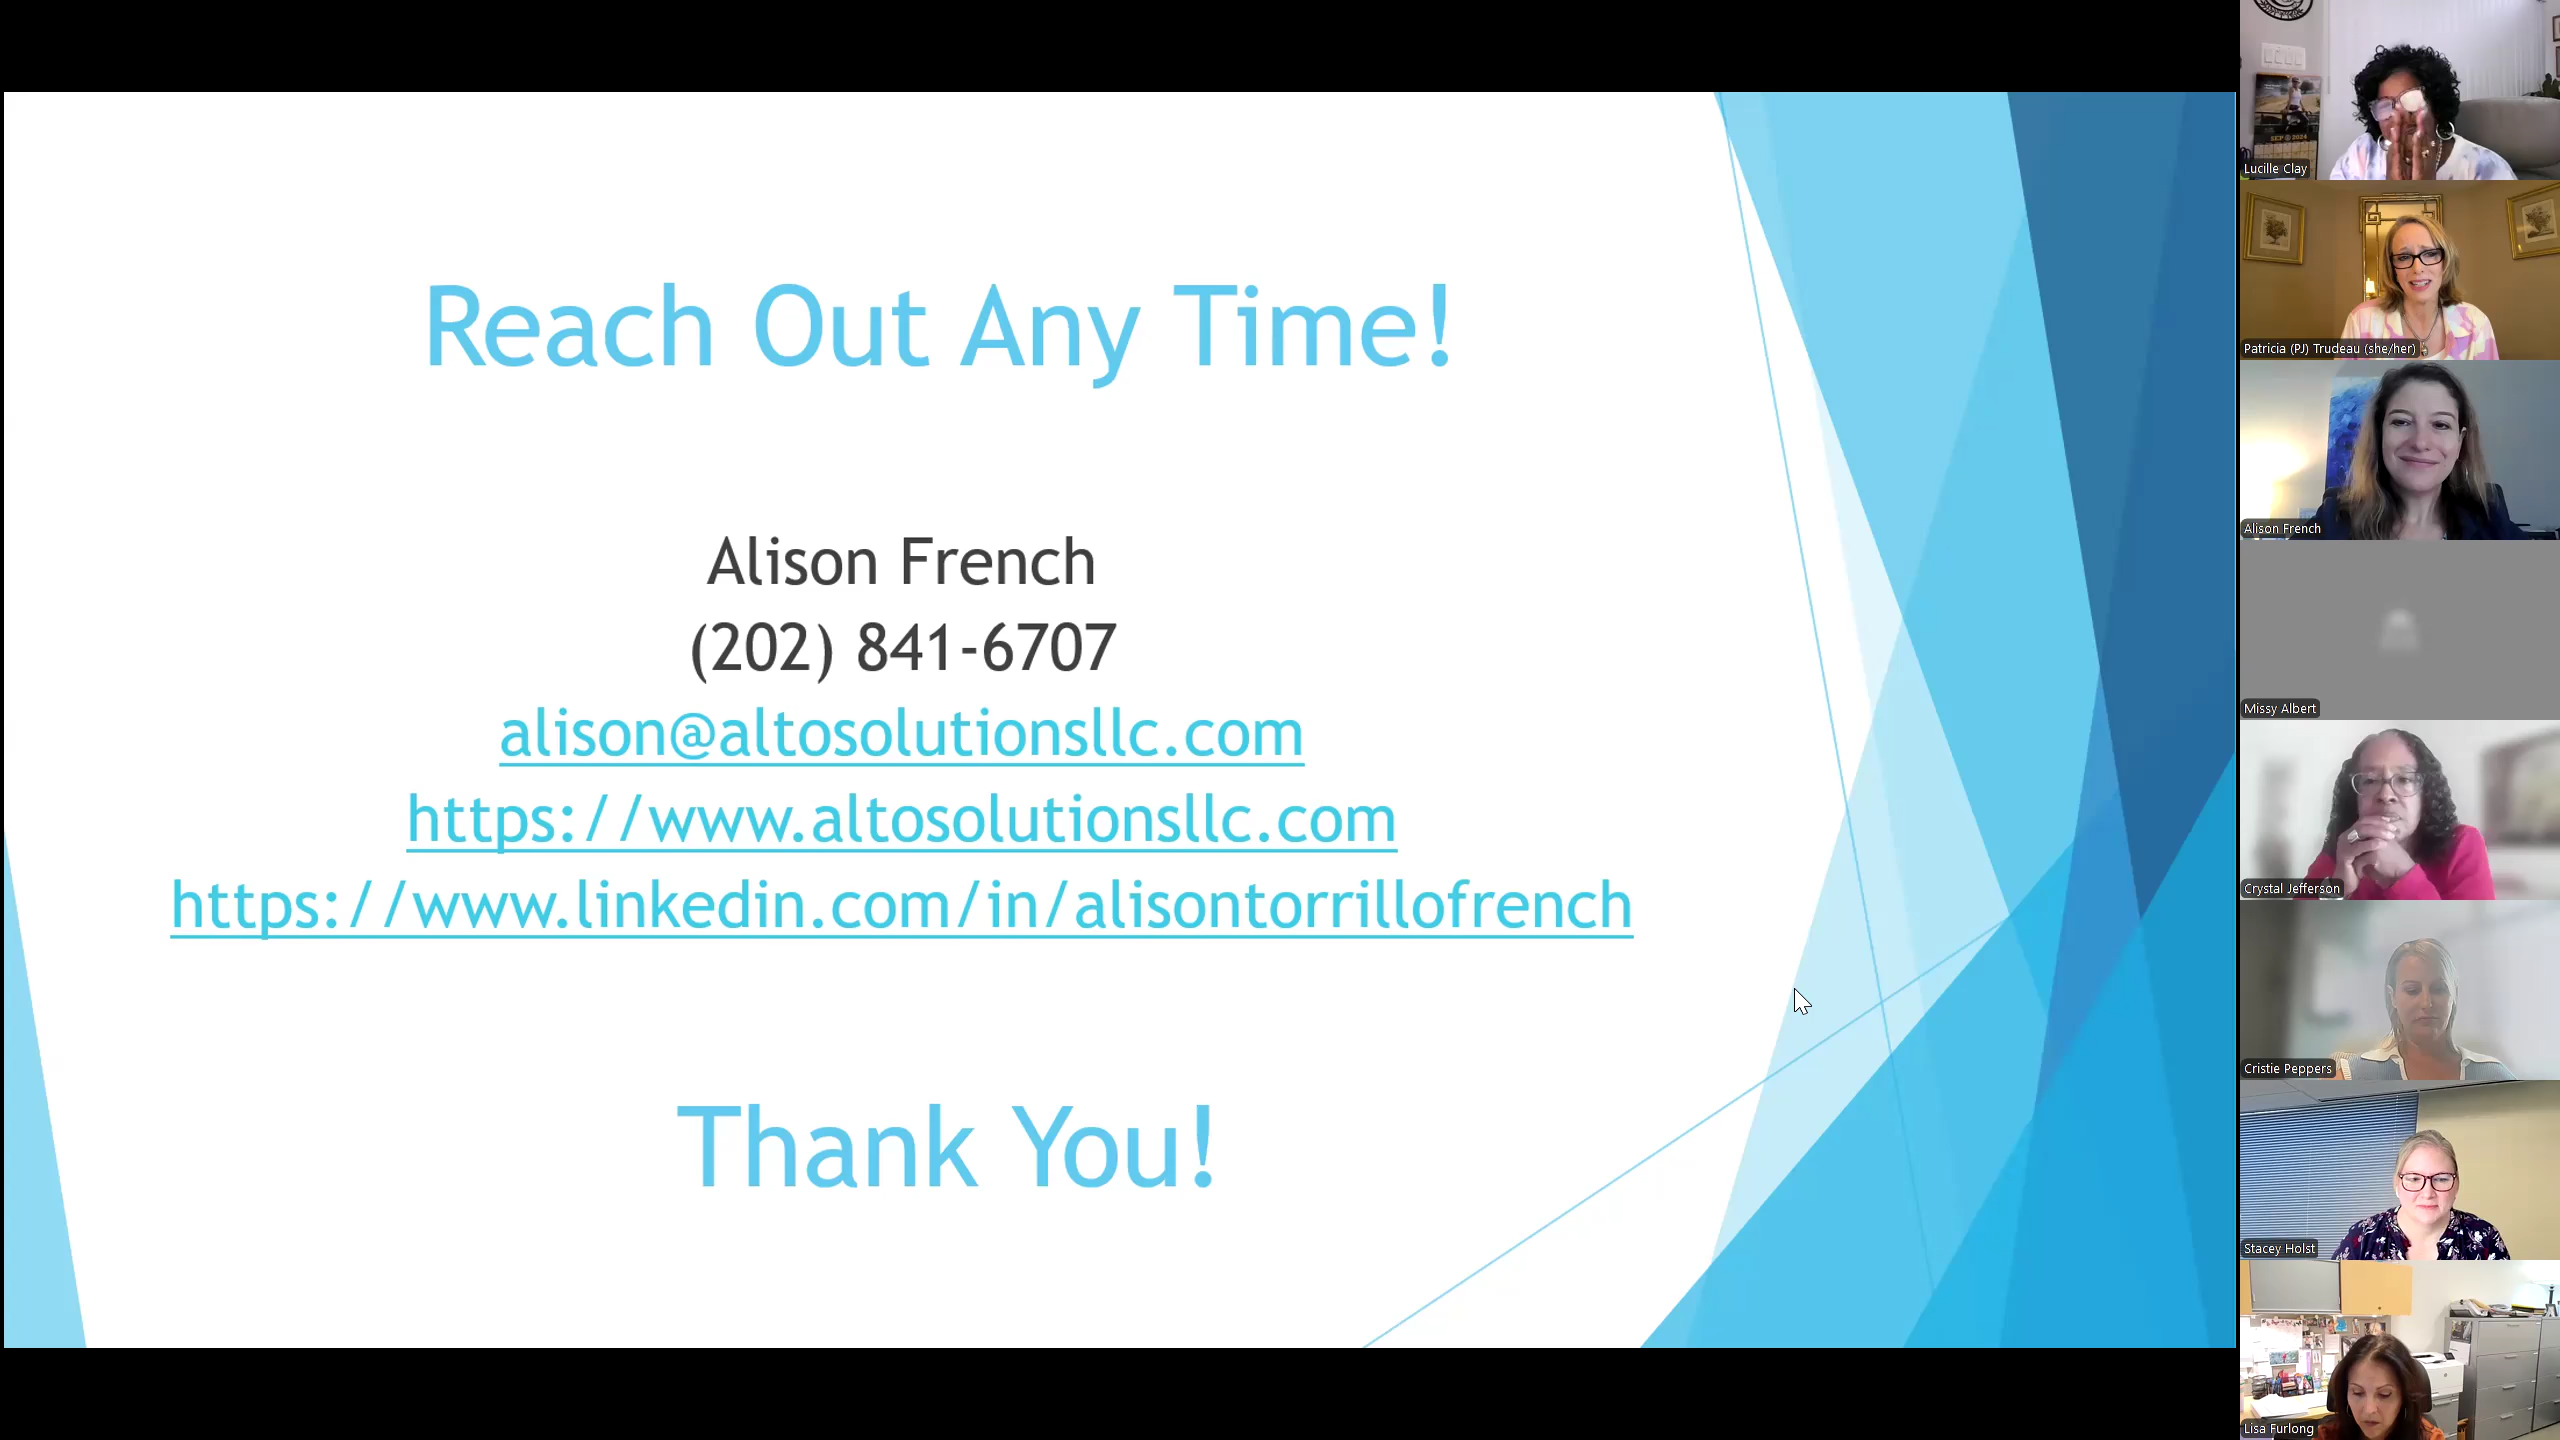 Reach Out Any Time!
Alison French
(202) 841-6707
alison@altosolutionsllc.com
https://www.altosolutionsllc.com
https://www.linkedin.com/in/alisontorrillofrench
Thank You!
Lucille Clay
Patricia (PJ) Trudeau (she/her)
Alison French
Missy Albert
Crystal Jefferson
Cristie Peppers
Stacey Holst
Lisa Furlong